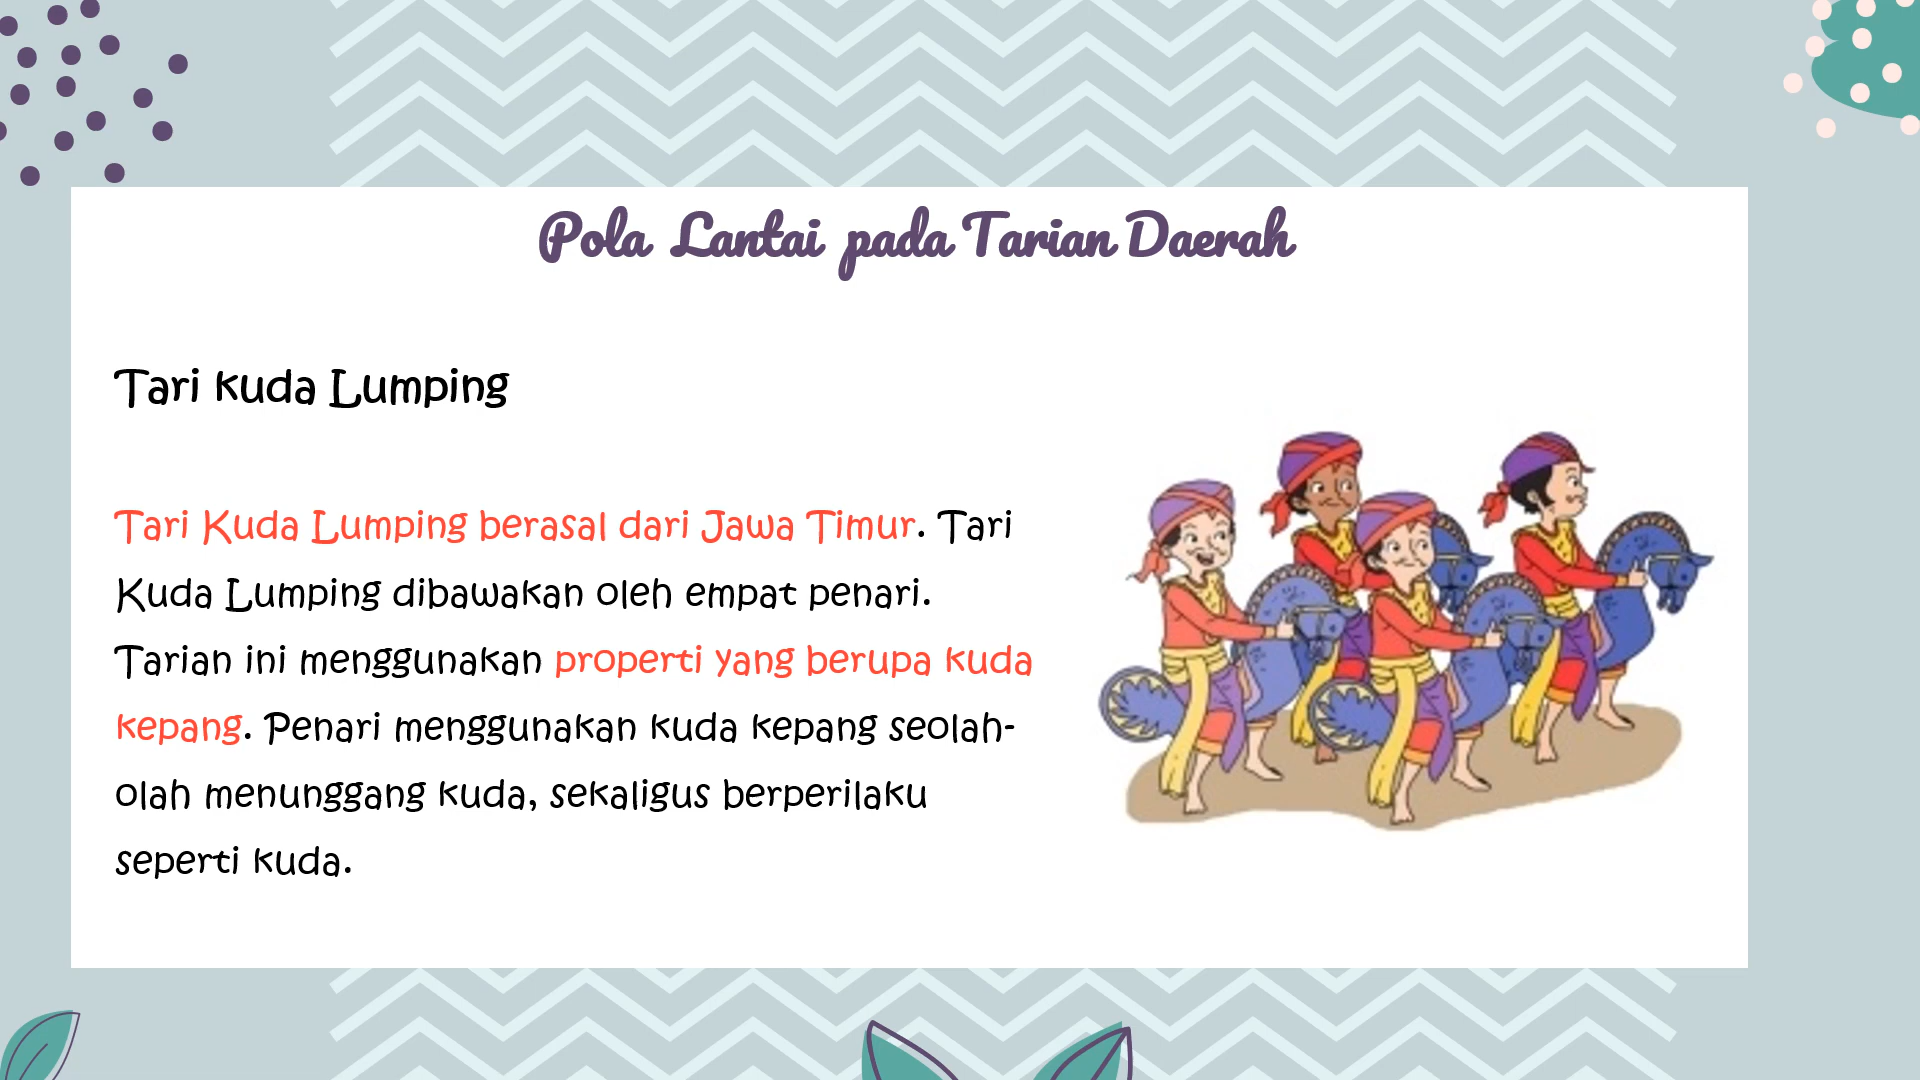 Pola Lantai pada Tarian Daerah
Tari kuda Lumping
Tari Kuda Lumping berasal dari Jawa Timur. Tari
Kuda Lumping dibawakan oleh empat penari.
Tarian ini menggunakan properti yang berupa kuda
kepang. Penari menggunakan kuda kepang seolah-
olah menunggang kuda, sekaligus berperilaku
seperti kuda.